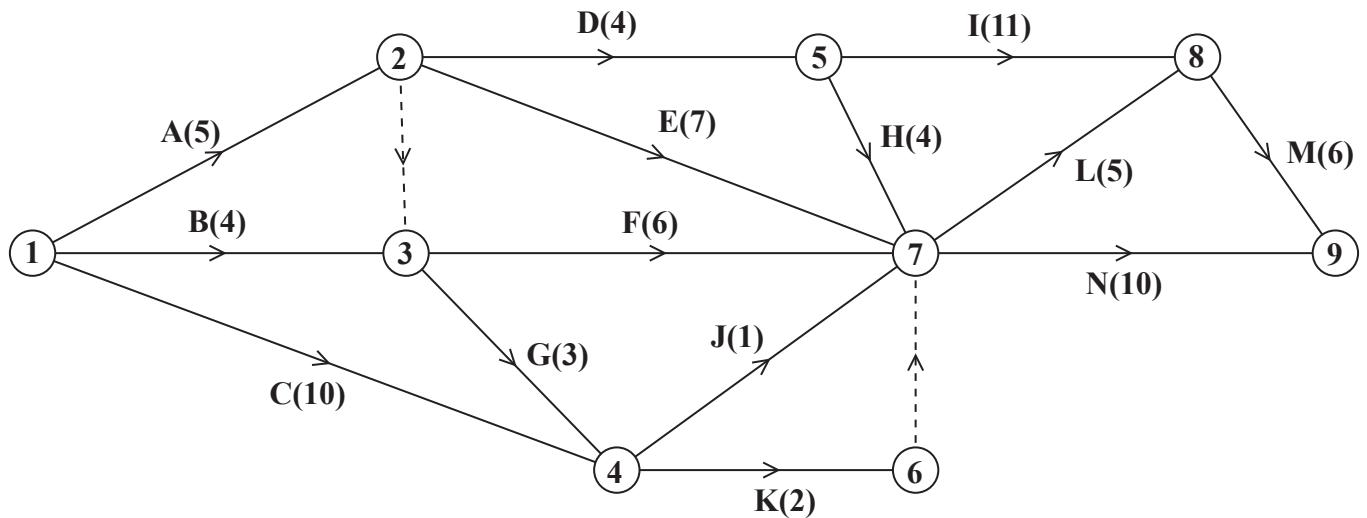 D(4)
I(11)
2
5
8
A(5)
E(7)
H(4)
L(5)
M(6)
B(4)
F(6)
1
3
7
9
N(10)
J(1)
G(3)
C(10)
4
6
K(2)